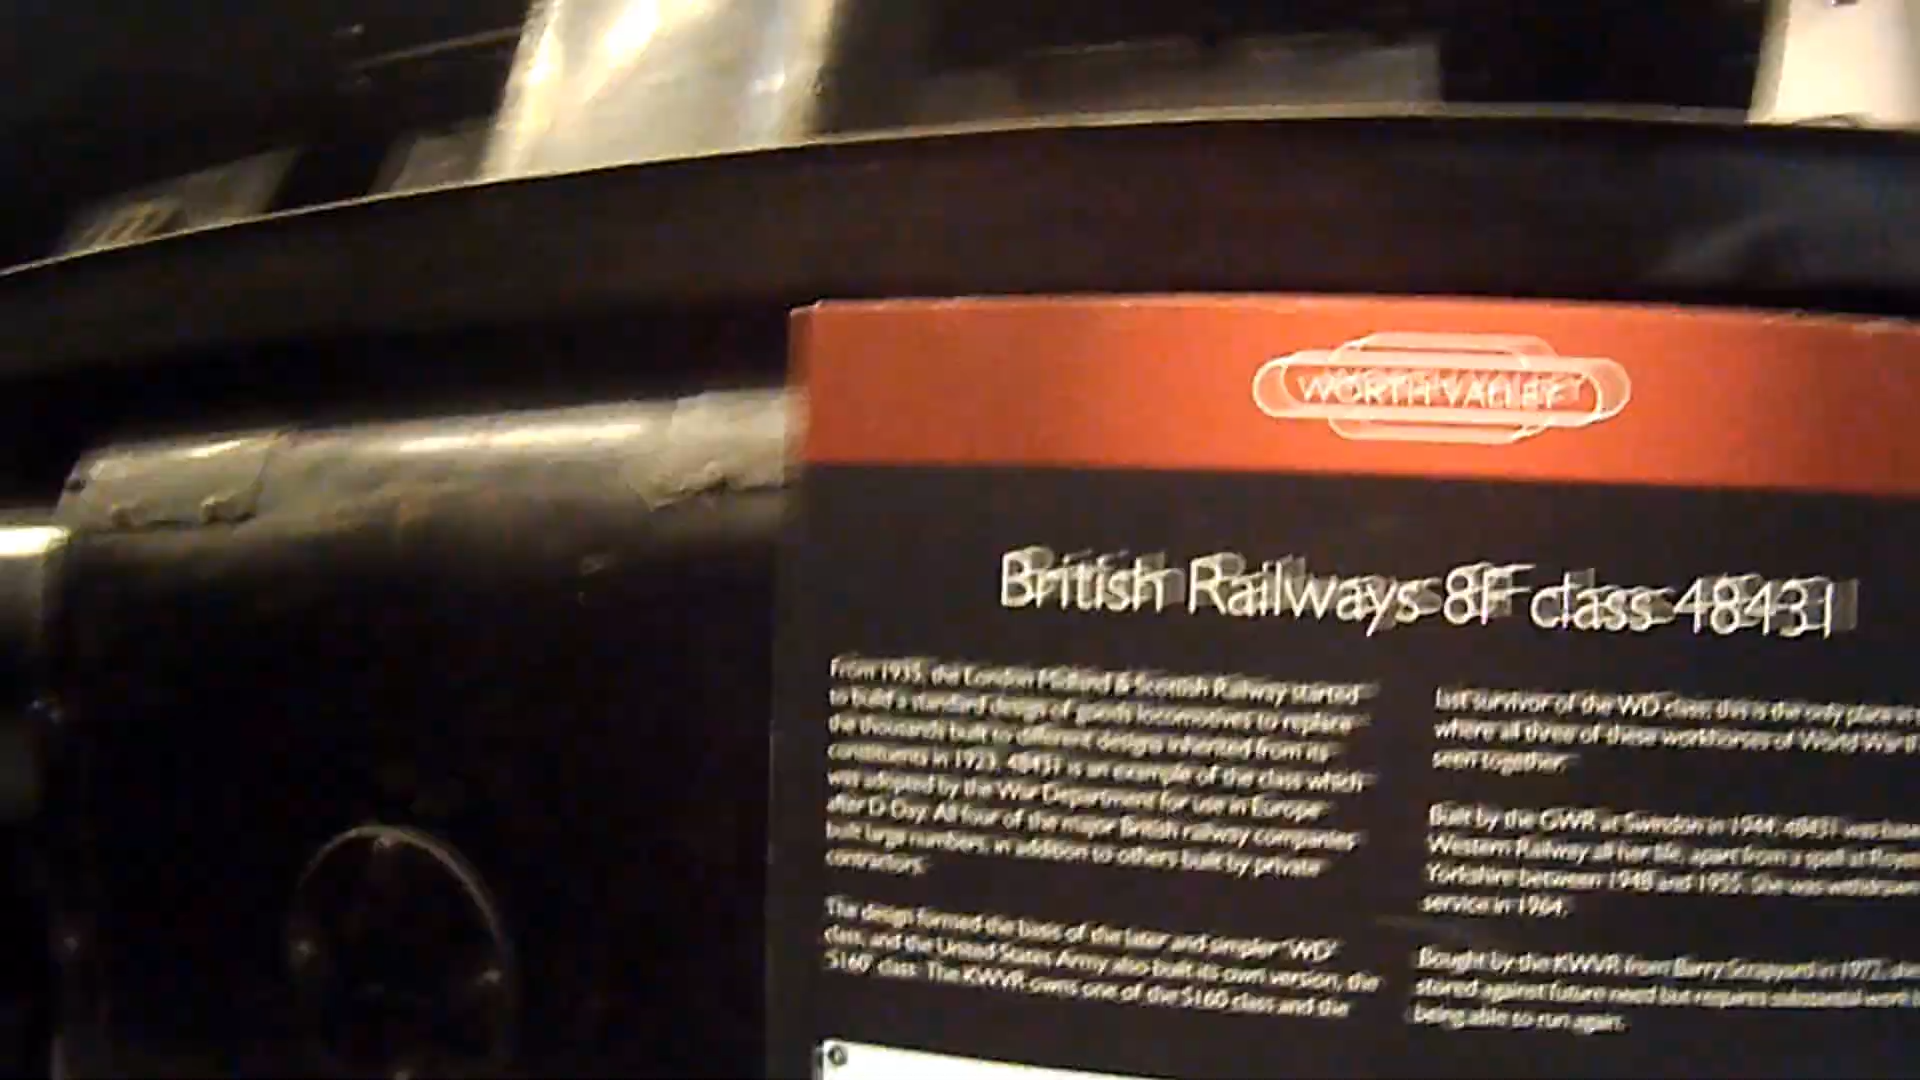 WORTH VALLEY
British Railways 8F class 48431
From 1935, the London Midland & Scottish Railway started
to build a standard design of goods locomotives to replace
the thousands built to different designs inherited from its
constituents in 1923. 48431 is an example of the class which
was adopted by the War Department for use in Europe
after D-Day. All four of the major British railway companies
built large numbers, in addition to others built by private
contractors.
The design formed the basis of the later and simpler 'WD'
class, and the United States Army also built its own version, the
'S160' class. The KWVR owns one of the S160 class and the
last survivor of the WD class; this is the only place
where all three of these workhorses of World War II
seen together.
Built by the GWR at Swindon in 1944, 48431 was
Western Railway all her life, apart from a spell at
Yorkshire between 1948 and 1955. She was
service in 1964.
Bought by the KWVR from Barry Scrapyard in 1972,
stored against future need but requires substantial work
being able to run again.